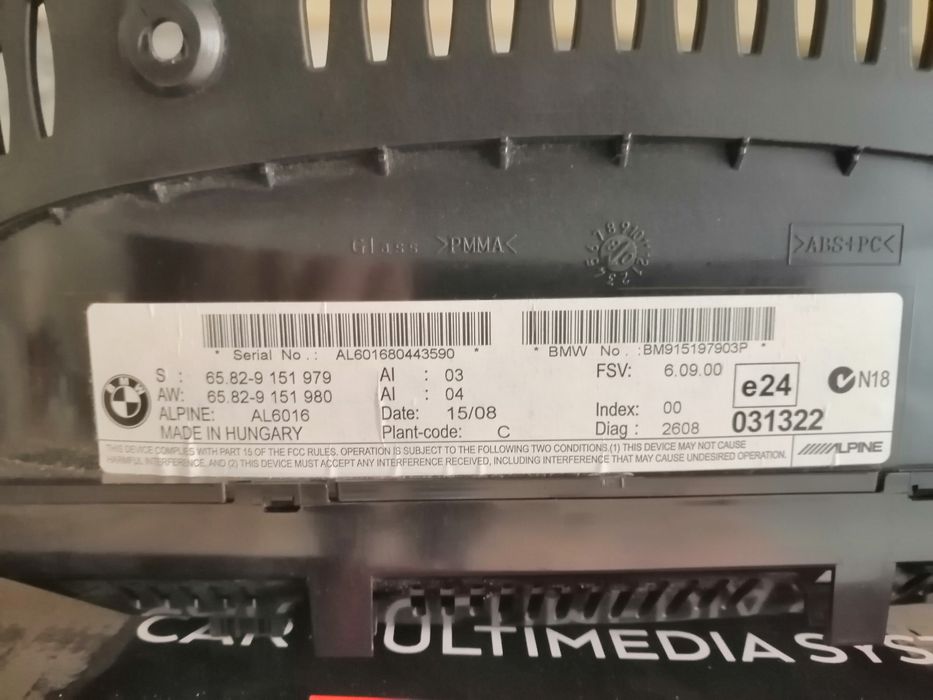 Glass >PMMA<
>ABS+PC<
* Serial No.: AL601680443590 *
* BMW No.:BM915197903P *
S : 65.82-9 151 979 AI : 03 FSV: 6.09.00
AW: 65.82-9 151 980 AI : 04
ALPINE: AL6016 Date: 15/08 Index: 00
MADE IN HUNGARY Plant-code: C Diag : 2608
e24
031322
N18
BMW
THIS DEVICE COMPLIES WITH PART 15 OF THE FCC RULES. OPERATION IS SUBJECT TO THE FOLLOWING TWO CONDITIONS.(1) THIS DEVICE MAY NOT CAUSE
HARMFUL INTERFERENCE, AND (2) THIS DEVICE MUST ACCEPT ANY INTERFERENCE RECEIVED, INCLUDING INTERFERENCE THAT MAY CAUSE UNDESIRED OPERATION.
ALPINE
CAR ULTIMEDIA SYST